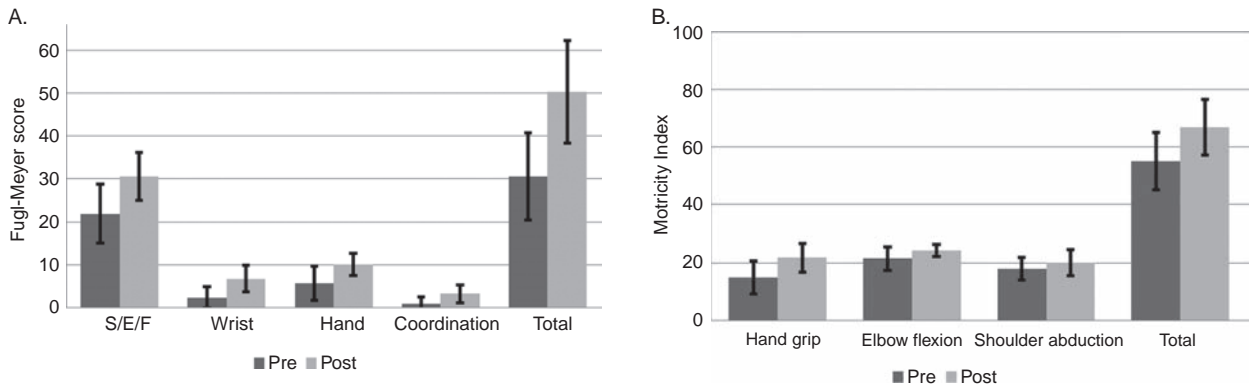 A.
Fugl-Meyer score
60
50
40
30
20
10
0
S/E/F Wrist Hand Coordination Total
Pre Post
B.
Motricity Index
100
80
60
40
20
0
Hand grip Elbow flexion Shoulder abduction Total
Pre Post